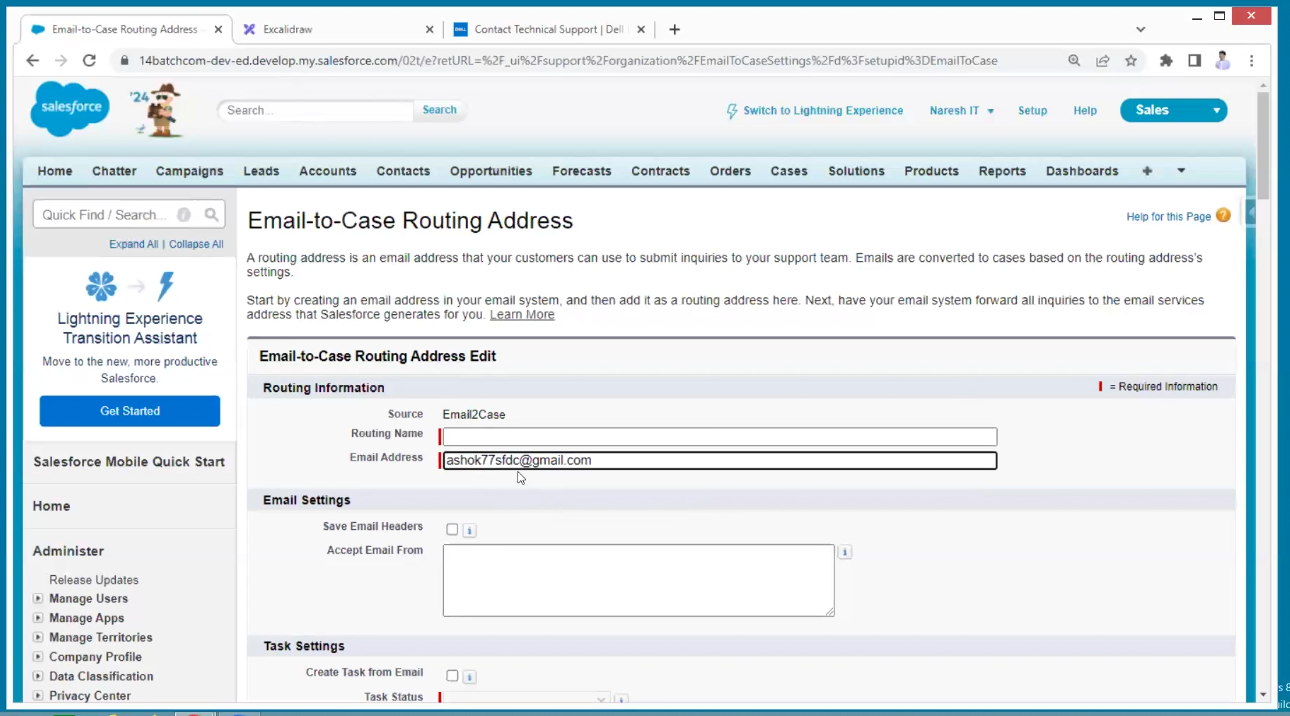 Email-to-Case Routing Address
Excalidraw
Contact Technical Support | Dell
14batchcom-dev-ed.develop.my.salesforce.com/02t/e?retURL=%2F_ui%2Fsupport%2Forganization%2FEmailToCaseSettings%2Fd%3Fsetupid%3DEmailToCase
salesforce
'24
Search...
Search
Switch to Lightning Experience
Naresh IT
Setup
Help
Sales
Home
Chatter
Campaigns
Leads
Accounts
Contacts
Opportunities
Forecasts
Contracts
Orders
Cases
Solutions
Products
Reports
Dashboards
Quick Find / Search...
Expand All | Collapse All
Lightning Experience
Transition Assistant
Move to the new, more productive
Salesforce.
Get Started
Salesforce Mobile Quick Start
Home
Administer
Release Updates
Manage Users
Manage Apps
Manage Territories
Company Profile
Data Classification
Privacy Center
Email-to-Case Routing Address
Help for this Page
A routing address is an email address that your customers can use to submit inquiries to your support team. Emails are converted to cases based on the routing address's
settings.
Start by creating an email address in your email system, and then add it as a routing address here. Next, have your email system forward all inquiries to the email services
address that Salesforce generates for you. Learn More
Email-to-Case Routing Address Edit
Routing Information
= Required Information
Source Email2Case
Routing Name
Email Address ashok77sfdc@gmail.com
Email Settings
Save Email Headers
Accept Email From
Task Settings
Create Task from Email
Task Status